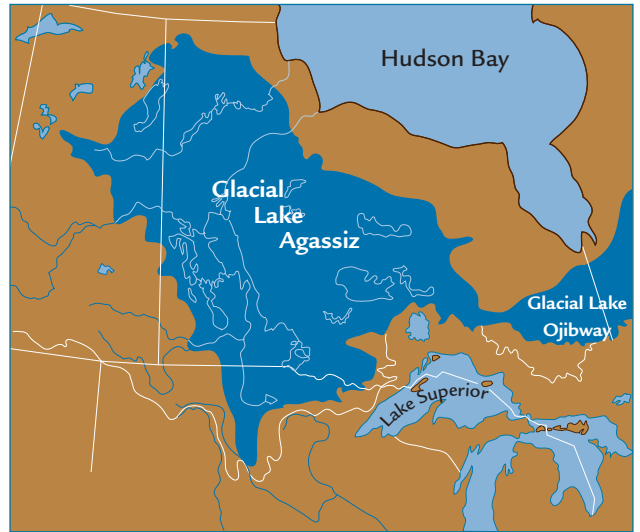 Hudson Bay
Glacial
Lake
Agassiz
Glacial Lake
Ojibway
Lake Superior